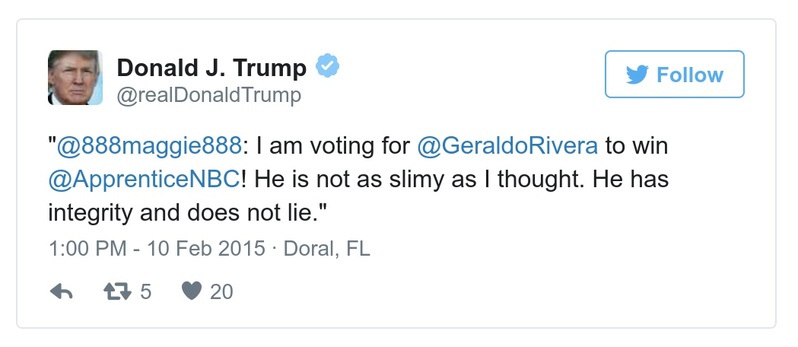 Donald J. Trump
@realDonaldTrump
Follow
"@888maggie888: I am voting for @GeraldoRivera to win
@ApprenticeNBC! He is not as slimy as I thought. He has
integrity and does not lie."
1:00 PM - 10 Feb 2015 · Doral, FL
5 20